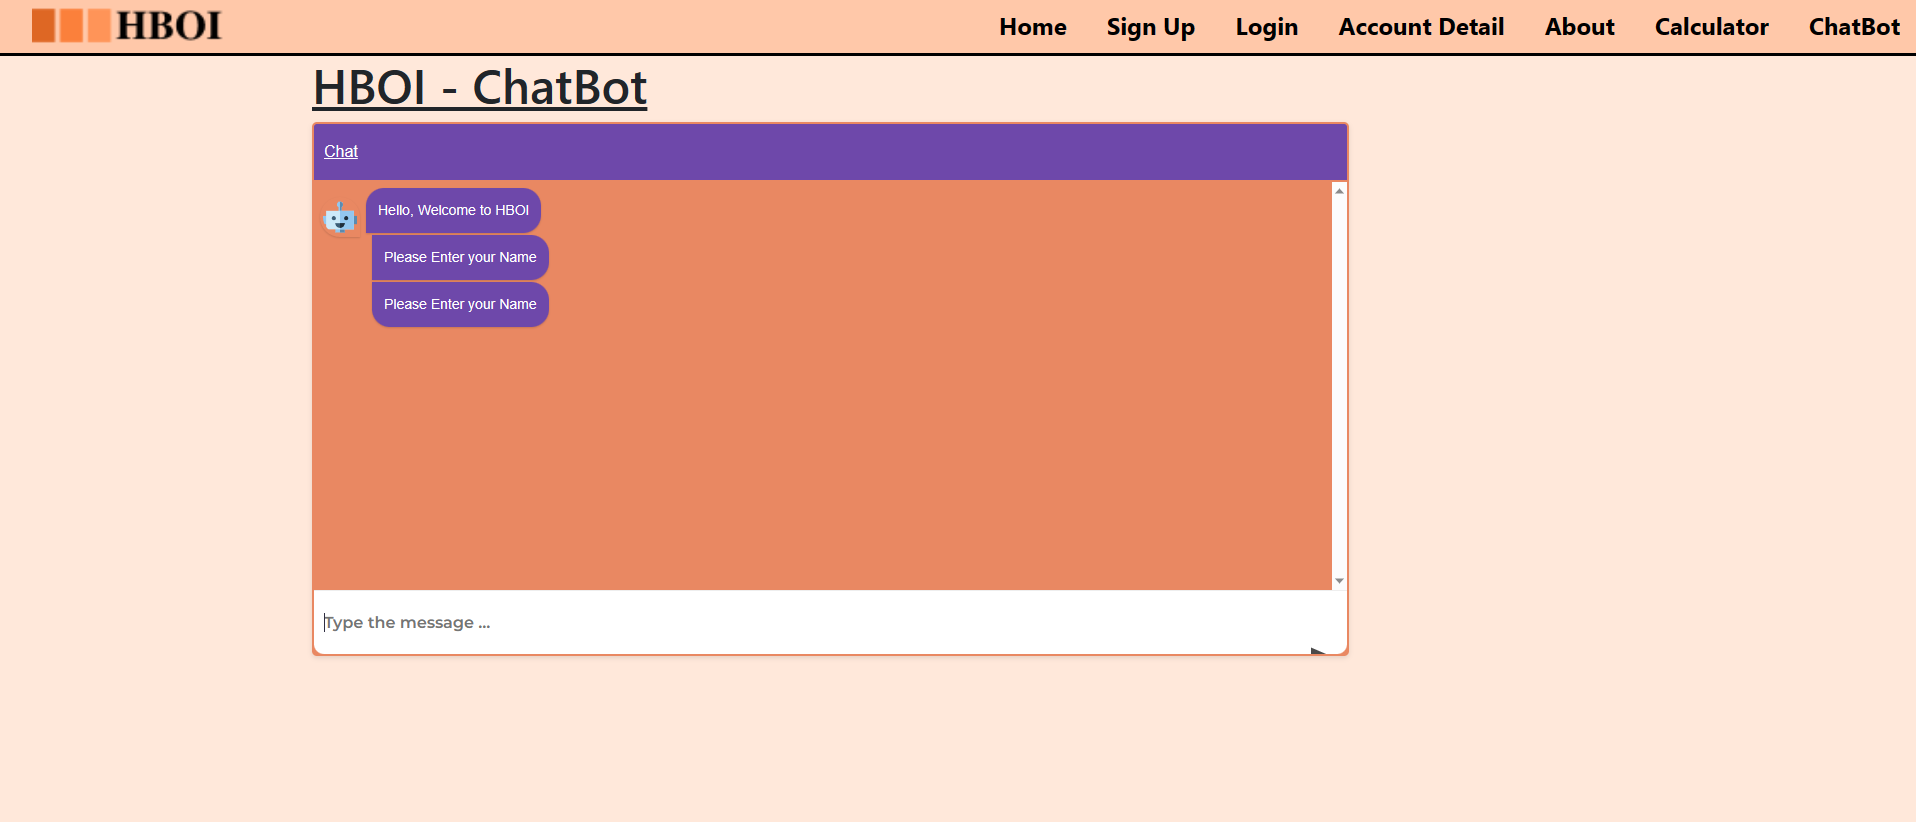 HBOI
Home Sign Up Login Account Detail About Calculator ChatBot
HBOI - ChatBot
Chat
Hello, Welcome to HBOI
Please Enter your Name
Please Enter your Name
Type the message ...